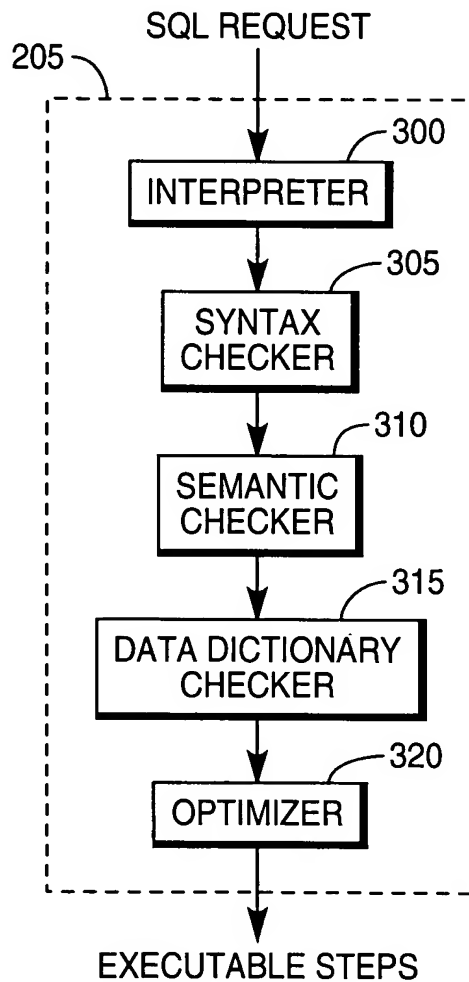 SQL REQUEST
205
300
INTERPRETER
305
SYNTAX
CHECKER
310
SEMANTIC
CHECKER
315
DATA DICTIONARY
CHECKER
320
OPTIMIZER
EXECUTABLE STEPS